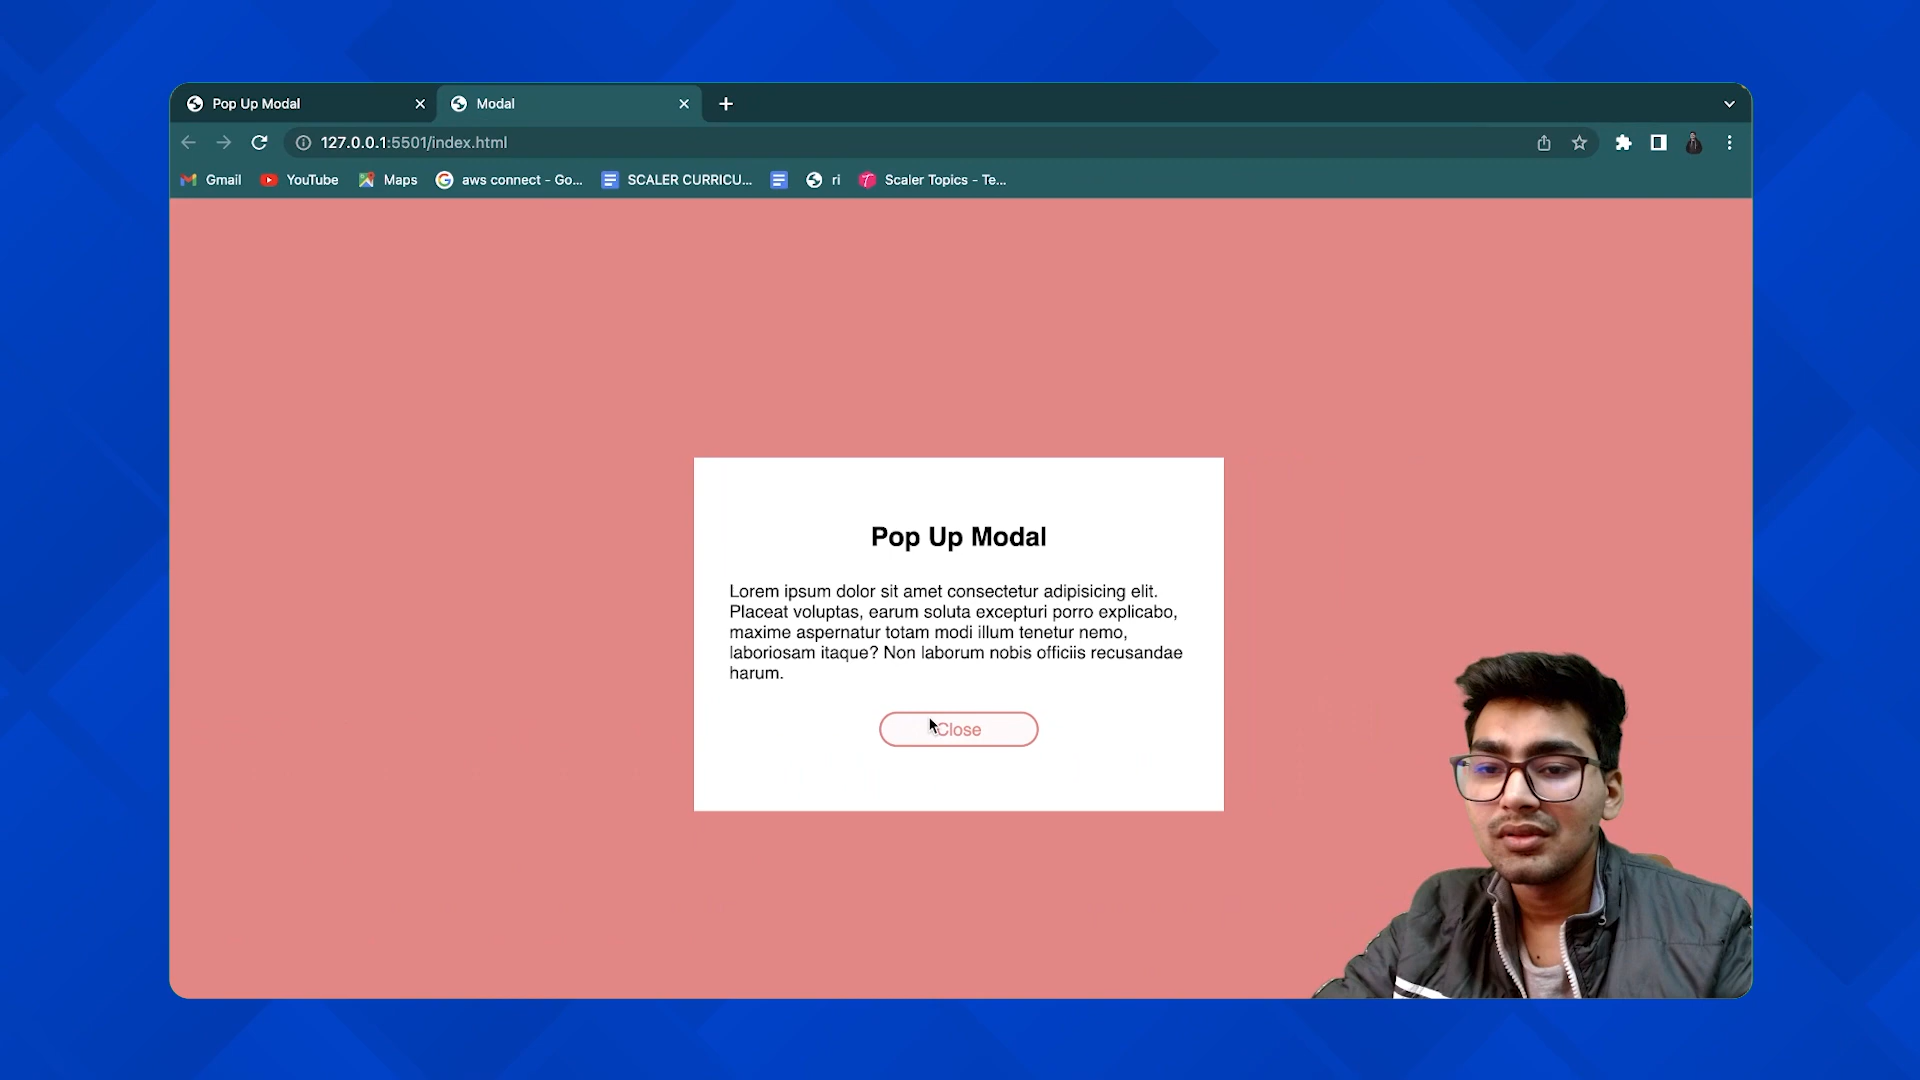 Pop Up Modal
Modal
127.0.0.1:5501/index.html
Gmail
YouTube
Maps
aws connect - Go...
SCALER CURRICU...
ri
Scaler Topics - Te...
Pop Up Modal
Lorem ipsum dolor sit amet consectetur adipisicing elit.
Placeat voluptas, earum soluta excepturi porro explicabo,
maxime aspernatur totam modi illum tenetur nemo,
laboriosam itaque? Non laborum nobis officiis recusandae
harum.
Close